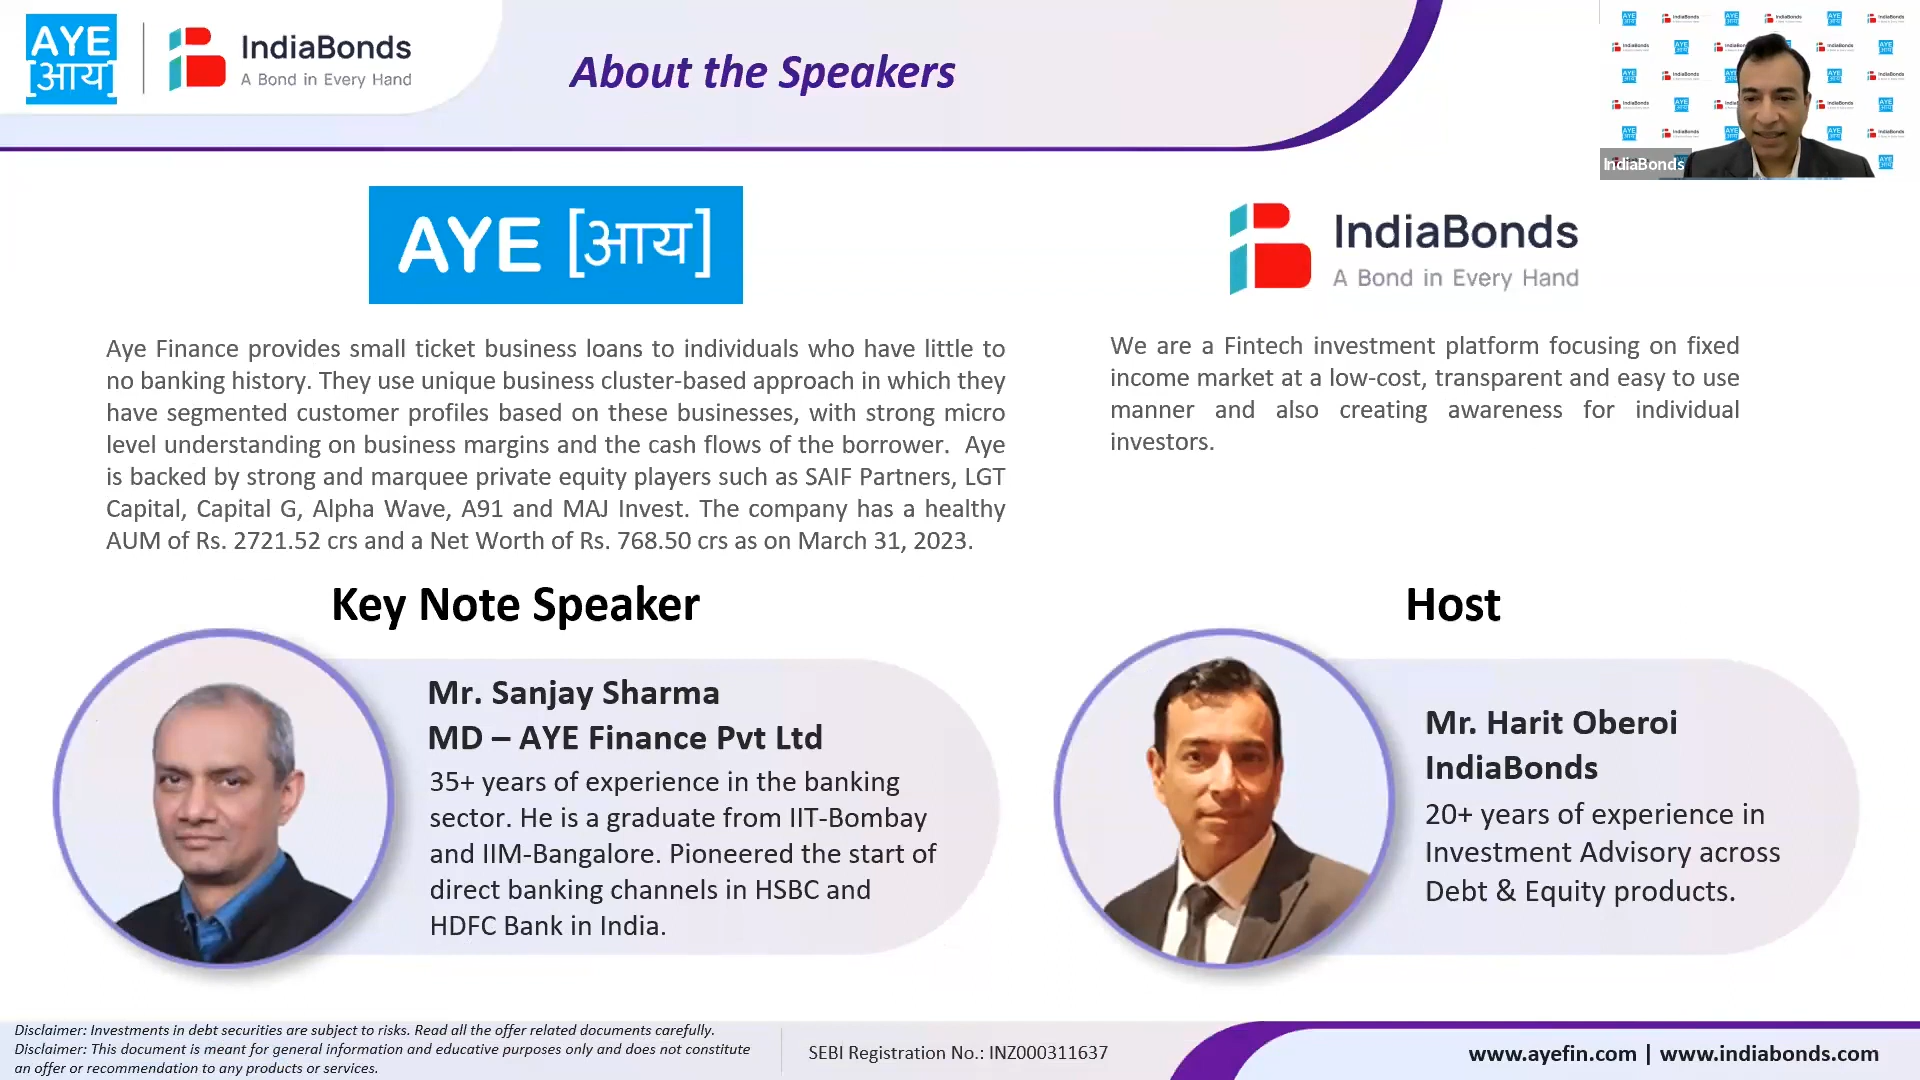 AYE
[आय]
IndiaBonds
A Bond in Every Hand
About the Speakers
IndiaBonds
AYE [आय]
IndiaBonds
A Bond in Every Hand
Aye Finance provides small ticket business loans to individuals who have little to
no banking history. They use unique business cluster-based approach in which they
have segmented customer profiles based on these businesses, with strong micro
level understanding on business margins and the cash flows of the borrower. Aye
is backed by strong and marquee private equity players such as SAIF Partners, LGT
Capital, Capital G, Alpha Wave, A91 and MAJ Invest. The company has a healthy
AUM of Rs. 2721.52 crs and a Net Worth of Rs. 768.50 crs as on March 31, 2023.
We are a Fintech investment platform focusing on fixed
income market at a low-cost, transparent and easy to use
manner and also creating awareness for individual
investors.
Key Note Speaker
Mr. Sanjay Sharma
MD – AYE Finance Pvt Ltd
35+ years of experience in the banking
sector. He is a graduate from IIT-Bombay
and IIM-Bangalore. Pioneered the start of
direct banking channels in HSBC and
HDFC Bank in India.
Host
Mr. Harit Oberoi
IndiaBonds
20+ years of experience in
Investment Advisory across
Debt & Equity products.
Disclaimer: Investments in debt securities are subject to risks. Read all the offer related documents carefully.
Disclaimer: This document is meant for general information and educative purposes only and does not constitute
an offer or recommendation to any products or services.
SEBI Registration No.: INZ000311637
www.ayefin.com | www.indiabonds.com